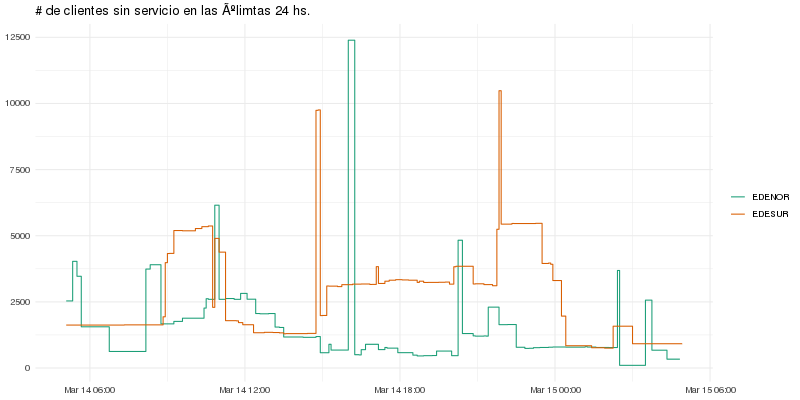 # de clientes sin servicio en las Ãºlimtas 24 hs.
12500
10000
7500
5000
2500
0
Mar 14 06:00
Mar 14 12:00
Mar 14 18:00
Mar 15 00:00
Mar 15 06:00
EDENOR
EDESUR